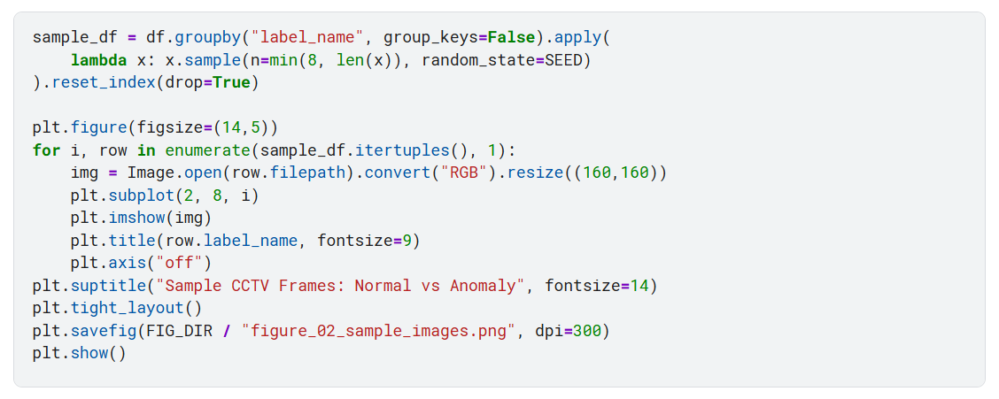 sample_df = df.groupby("label_name", group_keys=False).apply(
    lambda x: x.sample(n=min(8, len(x)), random_state=SEED)
).reset_index(drop=True)

plt.figure(figsize=(14,5))
for i, row in enumerate(sample_df.itertuples(), 1):
    img = Image.open(row.filepath).convert("RGB").resize((160,160))
    plt.subplot(2, 8, i)
    plt.imshow(img)
    plt.title(row.label_name, fontsize=9)
    plt.axis("off")
plt.suptitle("Sample CCTV Frames: Normal vs Anomaly", fontsize=14)
plt.tight_layout()
plt.savefig(FIG_DIR / "figure_02_sample_images.png", dpi=300)
plt.show()